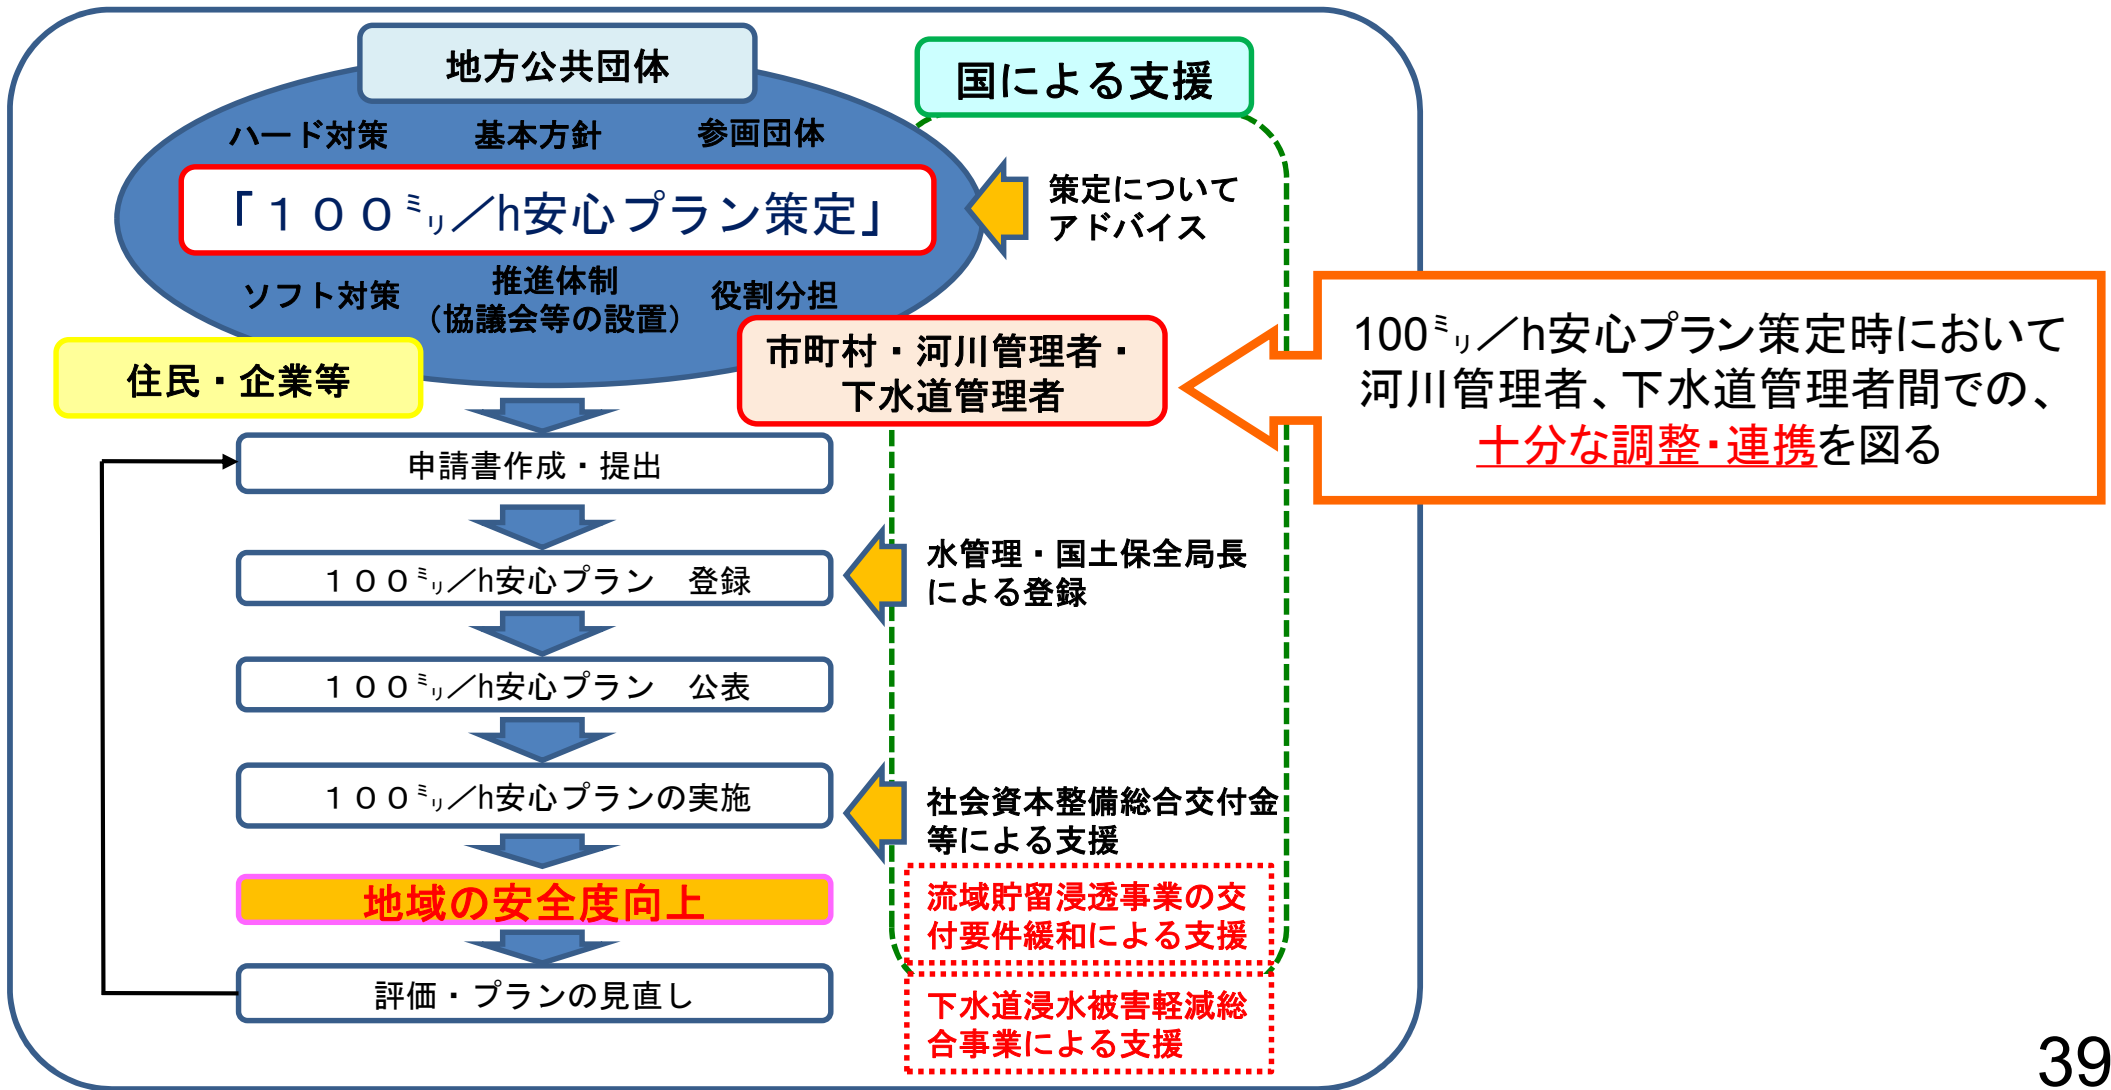 地方公共団体
国による支援
ハード対策
基本方針
参画団体
「１００㍉／h安心プラン策定」
策定について
アドバイス
ソフト対策
推進体制
（協議会等の設置）
役割分担
住民・企業等
市町村・河川管理者・
下水道管理者
100㍉／h安心プラン策定時において
河川管理者、下水道管理者間での、
十分な調整・連携を図る
申請書作成・提出
１００㍉／h安心プラン　登録
水管理・国土保全局長
による登録
１００㍉／h安心プラン　公表
１００㍉／h安心プランの実施
社会資本整備総合交付金
等による支援
地域の安全度向上
流域貯留浸透事業の交
付要件緩和による支援
評価・プランの見直し
下水道浸水被害軽減総
合事業による支援
39